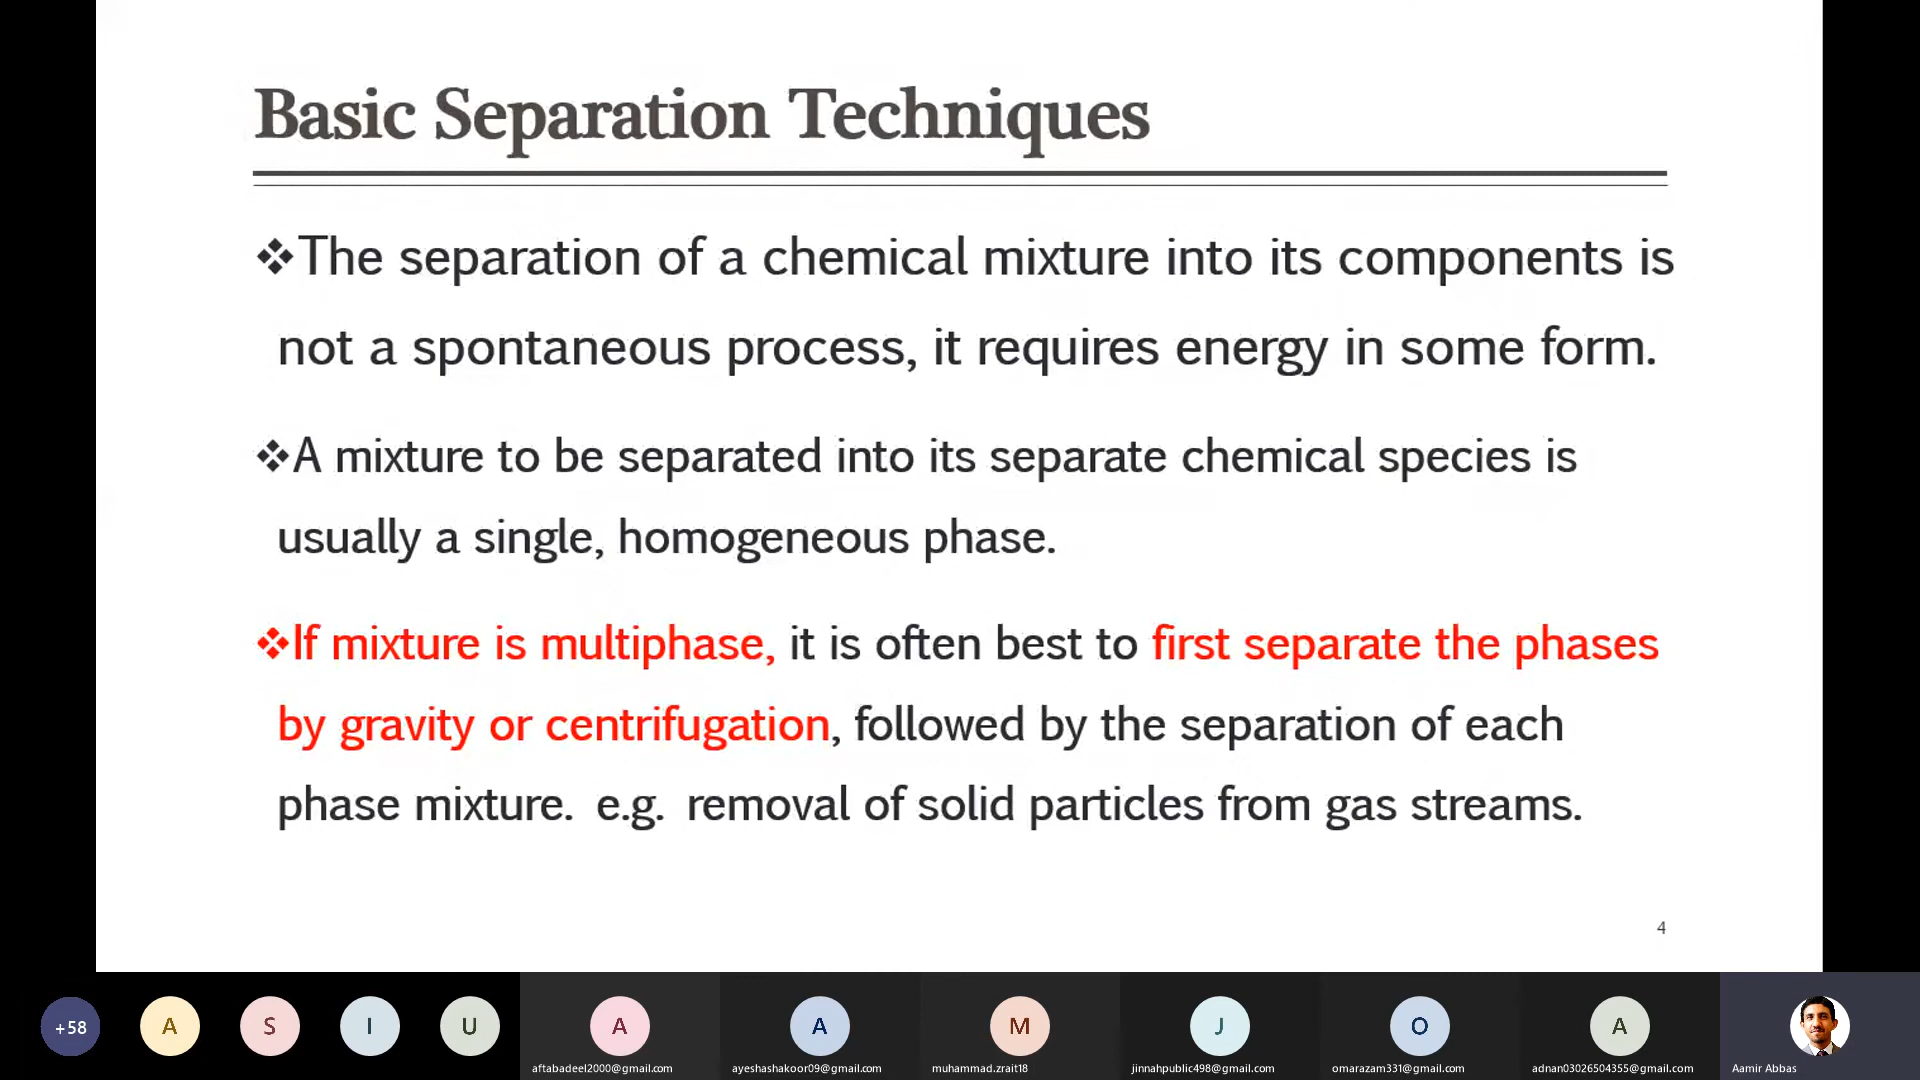 Basic Separation Techniques
❖The separation of a chemical mixture into its components is
not a spontaneous process, it requires energy in some form.
❖A mixture to be separated into its separate chemical species is
usually a single, homogeneous phase.
❖If mixture is multiphase, it is often best to first separate the phases
by gravity or centrifugation, followed by the separation of each
phase mixture. e.g. removal of solid particles from gas streams.
4
+58 A S I U A A M J O A
aftabadeel2000@gmail.com ayeshashakoor09@gmail.com muhammad.zrait18 jinnahpublic498@gmail.com omarazam331@gmail.com adnan03026504355@gmail.com Aamir Abbas